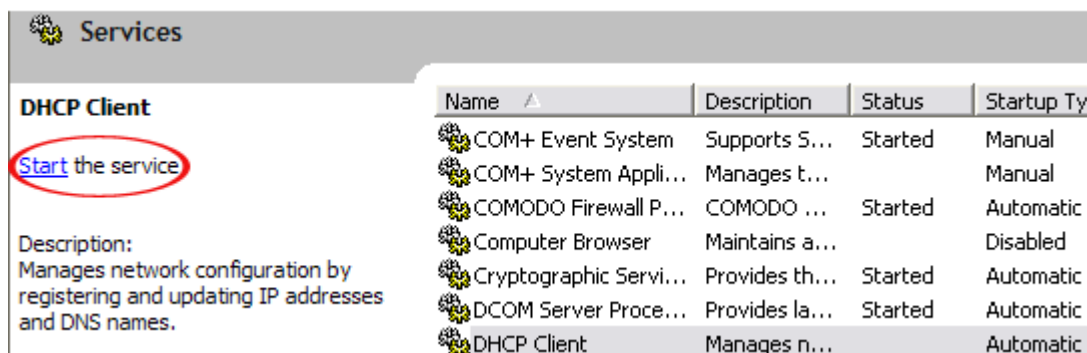 Services
DHCP Client
Start the service
Description:
Manages network configuration by
registering and updating IP addresses
and DNS names.
Name Description Status Startup Ty
COM+ Event System Supports S... Started Manual
COM+ System Appli... Manages t... Manual
COMODO Firewall P... COMODO ... Started Automatic
Computer Browser Maintains a... Disabled
Cryptographic Servi... Provides th... Started Automatic
DCOM Server Proce... Provides la... Started Automatic
DHCP Client Manages n... Automatic